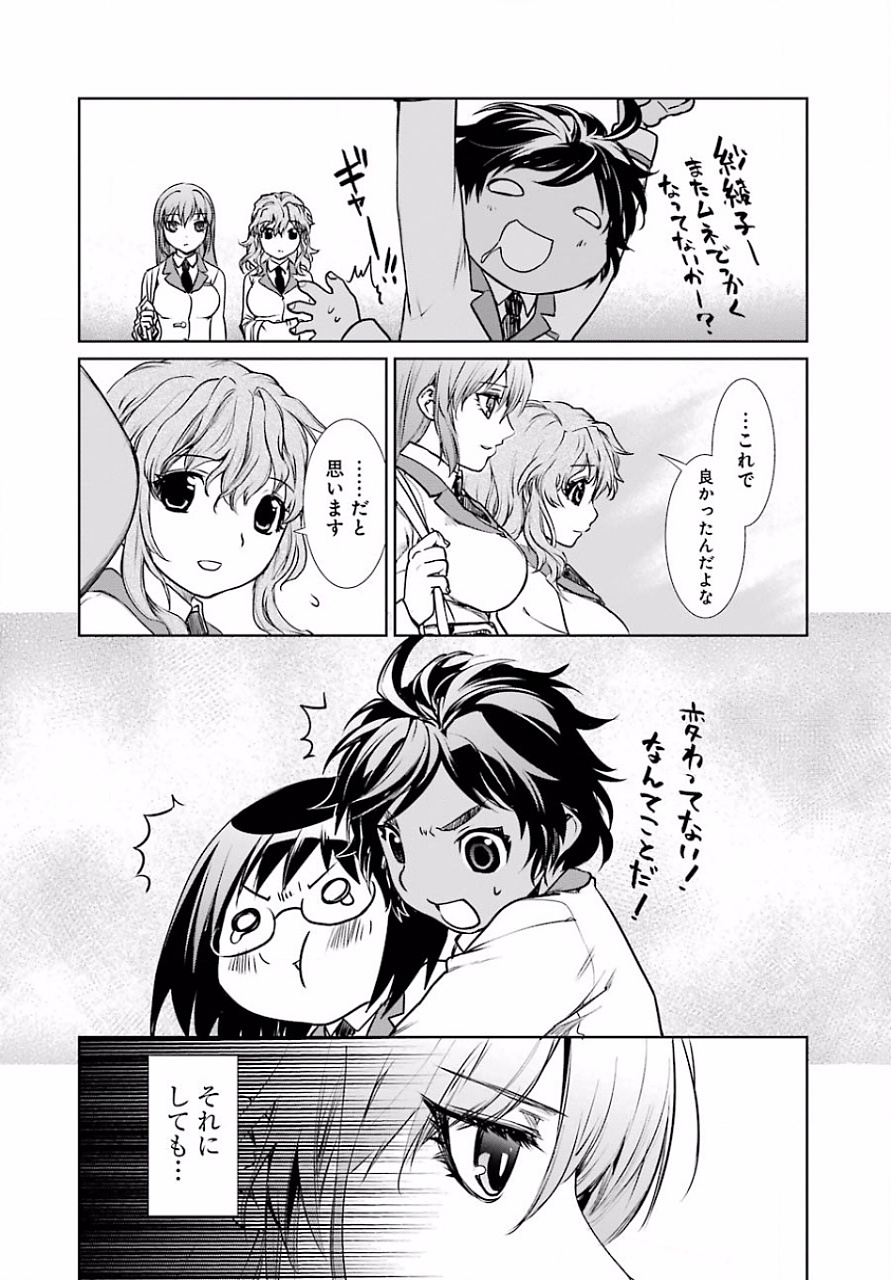 紗綾子ー
またムネでっかく
なってないかー?
ギャー
…これで
良かったんだよな
……だと
思います
変わってない!
なんてことだ!
それに
しても…